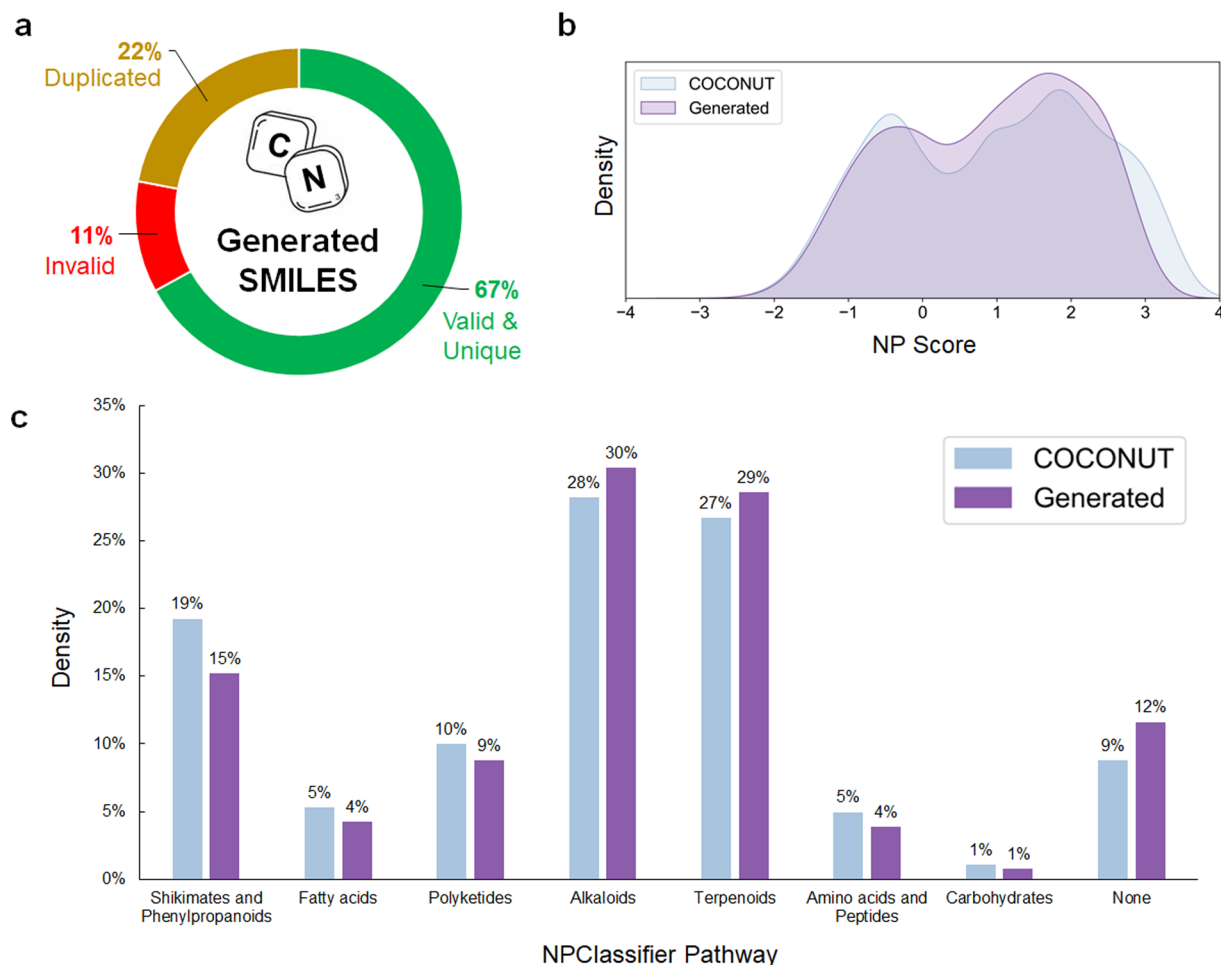 a
22%
Duplicated
11%
Invalid
C
N
3
Generated
SMILES
67%
Valid &
Unique
b
COCONUT
Generated
Density
−4 −3 −2 −1 0 1 2 3 4
NP Score
c
35%
30%
25%
20%
15%
10%
5%
0%
Density
COCONUT
Generated
19% 15% 5% 4% 10% 9% 28% 30% 27% 29% 5% 4% 1% 1% 9% 12%
Shikimates and Fatty acids Polyketides Alkaloids Terpenoids Amino acids and Carbohydrates None
Phenylpropanoids Peptides
NPClassifier Pathway